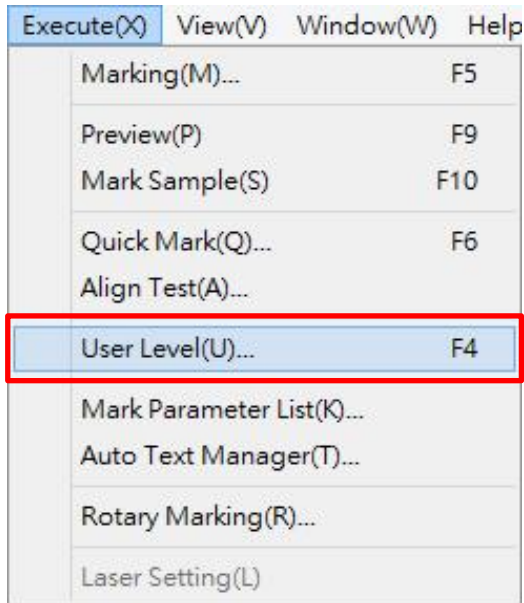 Execute(X) View(V) Window(W) Help
Marking(M)... F5
Preview(P) F9
Mark Sample(S) F10
Quick Mark(Q)... F6
Align Test(A)...
User Level(U)... F4
Mark Parameter List(K)...
Auto Text Manager(T)...
Rotary Marking(R)...
Laser Setting(L)